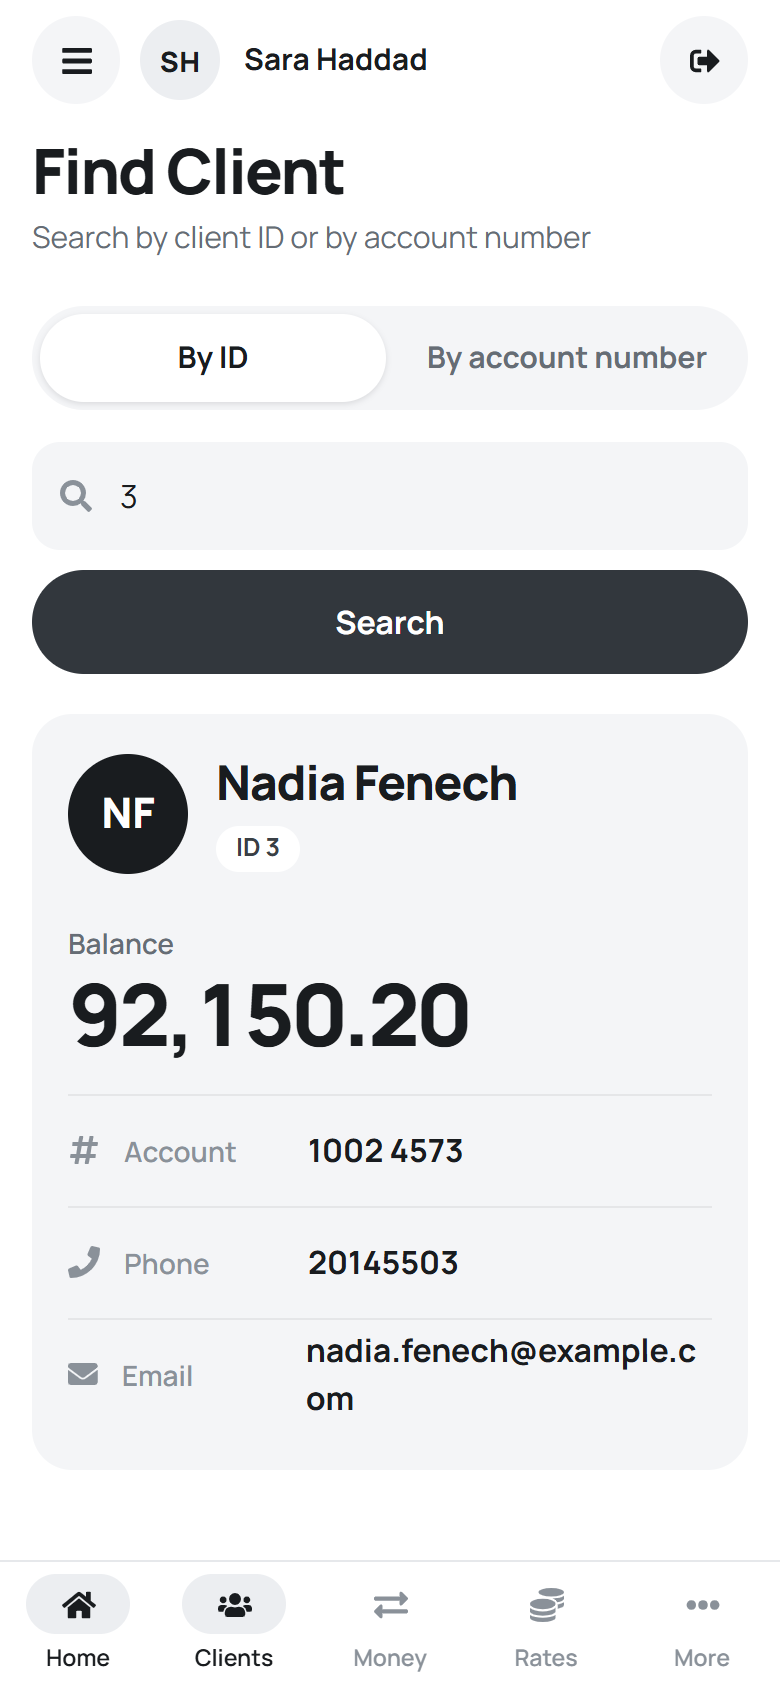 SH
Sara Haddad
Find Client
Search by client ID or by account number
By ID
By account number
3
Search
NF
Nadia Fenech
ID 3
Balance
92,150.20
# Account 1002 4573
Phone 20145503
Email nadia.fenech@example.c
om
Home
Clients
Money
Rates
More